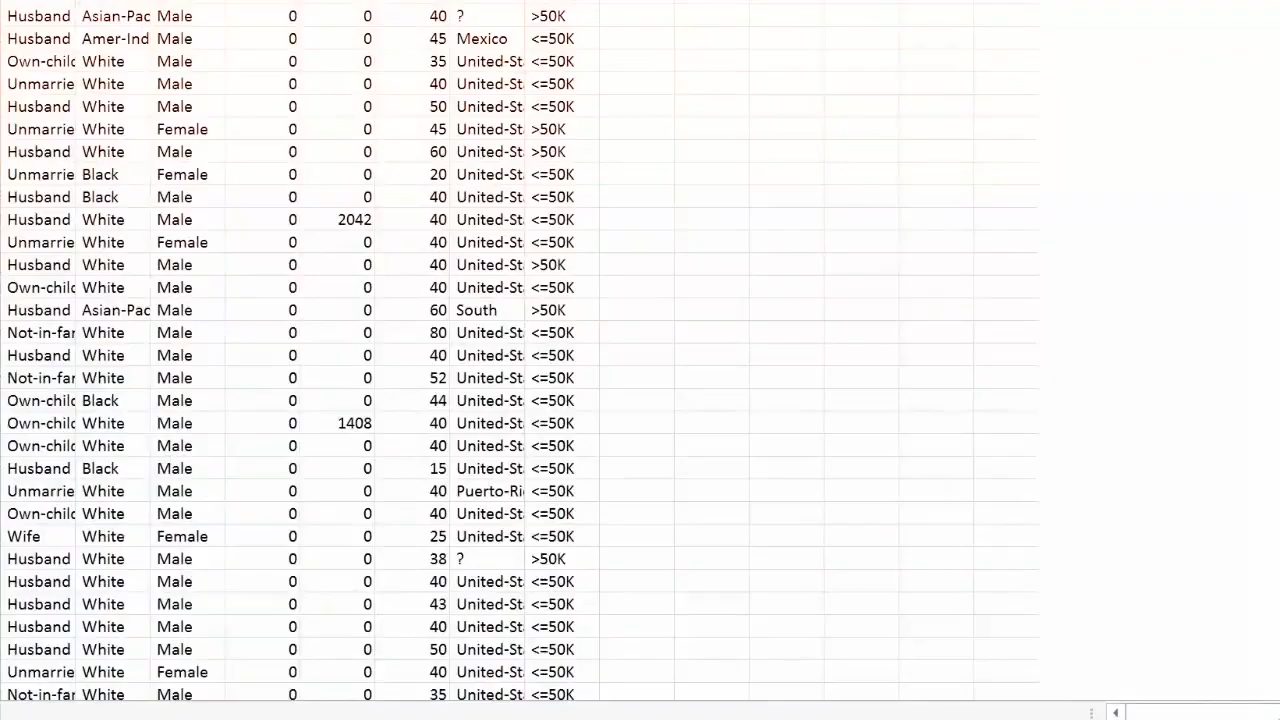 Husband Asian-Pac Male 0 0 40 ? >50K
Husband Amer-Ind Male 0 0 45 Mexico <=50K
Own-child White Male 0 0 35 United-St <=50K
Unmarrie White Male 0 0 40 United-St <=50K
Husband White Male 0 0 50 United-St <=50K
Unmarrie White Female 0 0 45 United-St >50K
Husband White Male 0 0 60 United-St >50K
Unmarrie Black Female 0 0 20 United-St <=50K
Husband Black Male 0 0 40 United-St <=50K
Husband White Male 0 2042 40 United-St <=50K
Unmarrie White Female 0 0 40 United-St <=50K
Husband White Male 0 0 40 United-St >50K
Own-child White Male 0 0 40 United-St <=50K
Husband Asian-Pac Male 0 0 60 South >50K
Not-in-far White Male 0 0 80 United-St <=50K
Husband White Male 0 0 40 United-St <=50K
Not-in-far White Male 0 0 52 United-St <=50K
Own-child Black Male 0 0 44 United-St <=50K
Own-child White Male 0 1408 40 United-St <=50K
Own-child White Male 0 0 40 United-St <=50K
Husband Black Male 0 0 15 United-St <=50K
Unmarrie White Male 0 0 40 Puerto-Ri <=50K
Own-child White Male 0 0 40 United-St <=50K
Wife White Female 0 0 25 United-St <=50K
Husband White Male 0 0 38 ? >50K
Husband White Male 0 0 40 United-St <=50K
Husband White Male 0 0 43 United-St <=50K
Husband White Male 0 0 40 United-St <=50K
Husband White Male 0 0 50 United-St <=50K
Unmarrie White Female 0 0 40 United-St <=50K
Not-in-far White Male 0 0 35 United-St <=50K